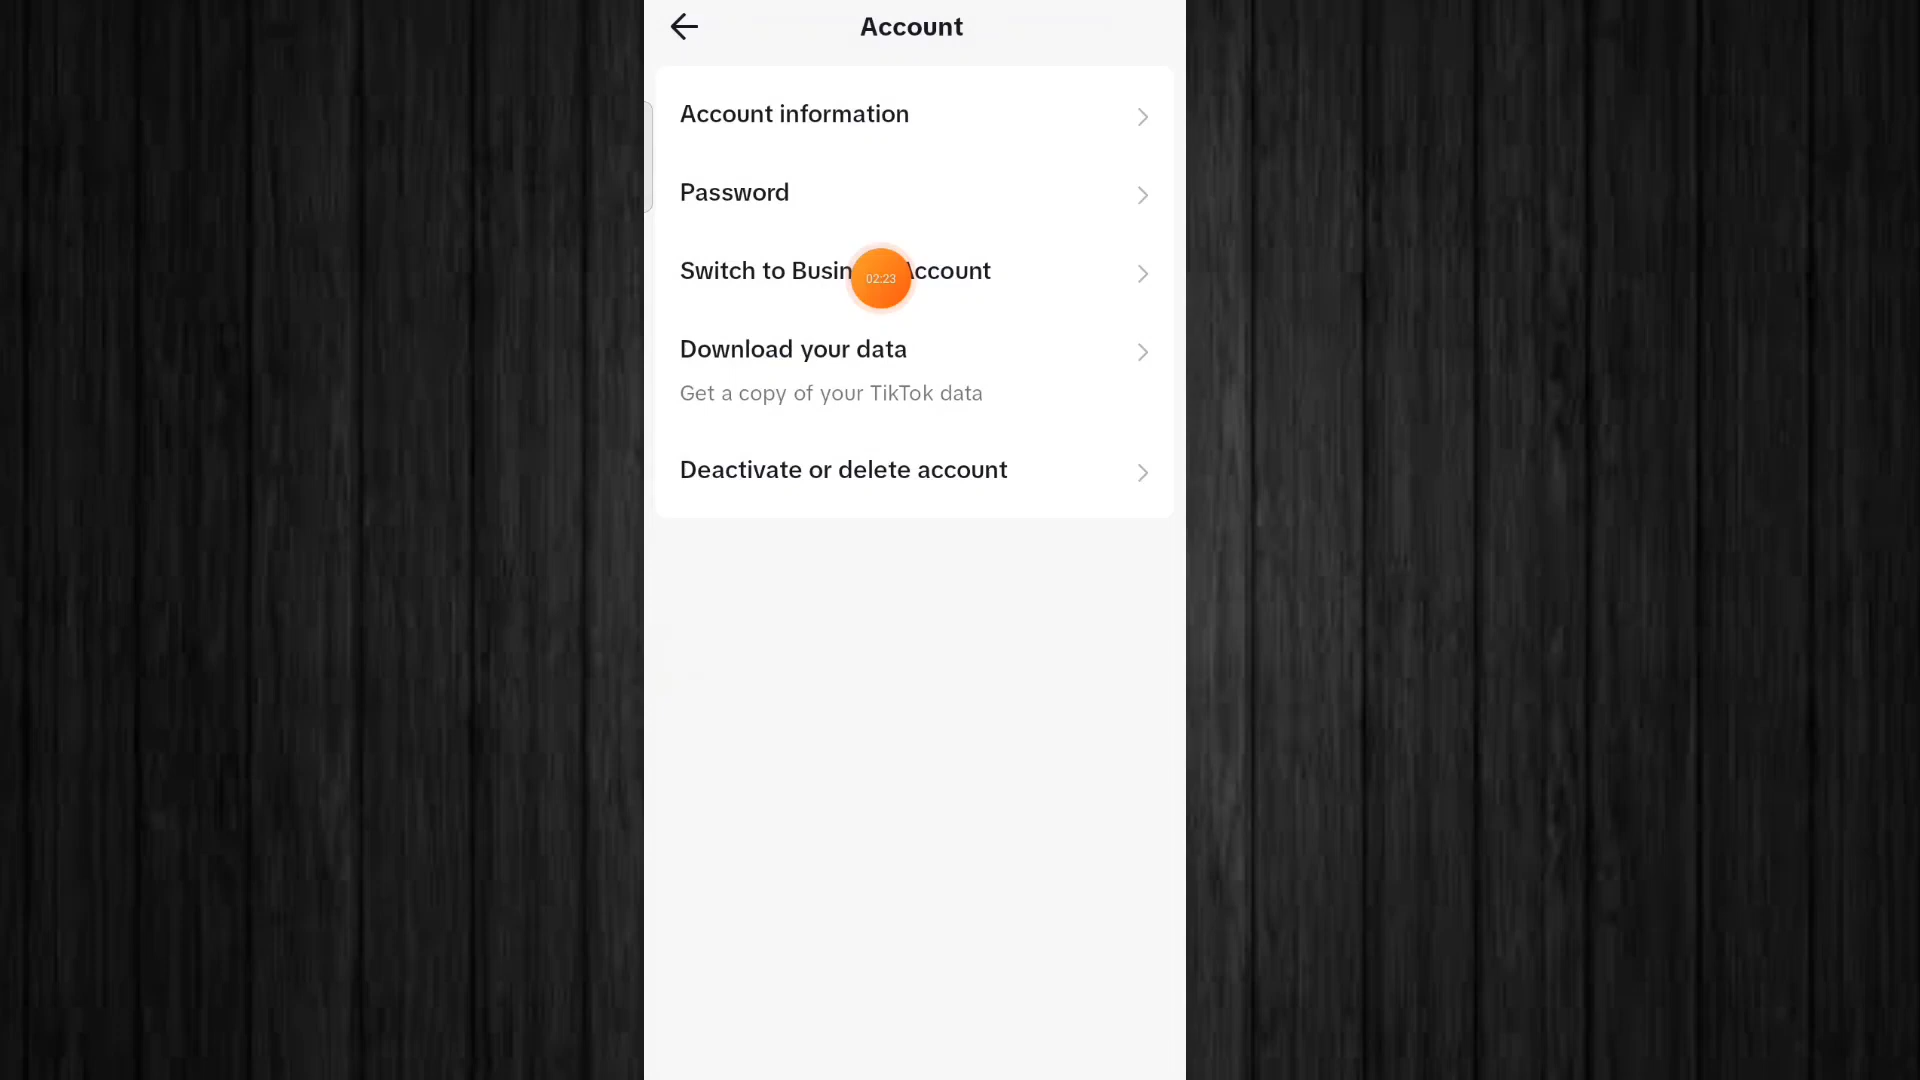 Account
Account information
Password
Switch to Busin ccount
02:23
Download your data
Get a copy of your TikTok data
Deactivate or delete account